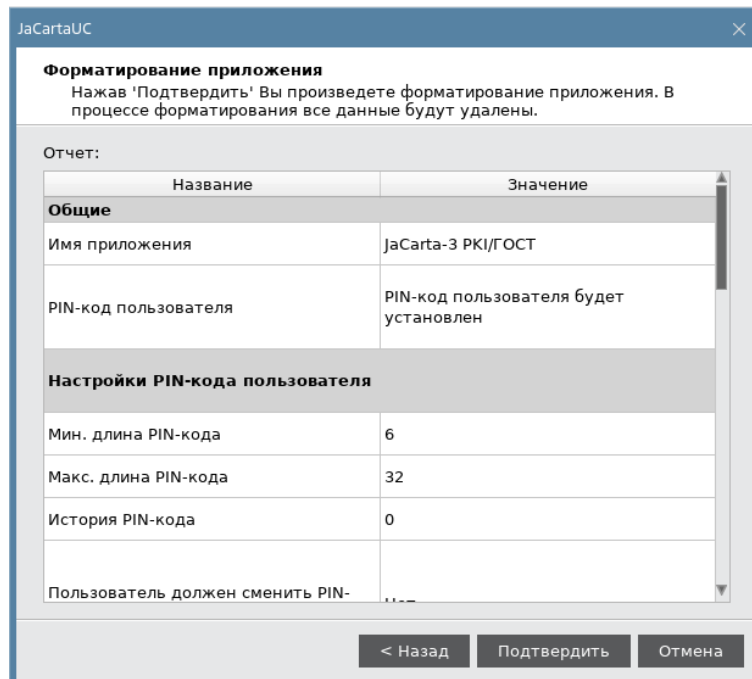 JaCartaUC
Форматирование приложения
Нажав 'Подтвердить' Вы произведете форматирование приложения. В
процессе форматирования все данные будут удалены.
Отчет:
Название Значение
Общие
Имя приложения JaCarta-3 PKI/ГОСТ
PIN-код пользователя PIN-код пользователя будет
установлен
Настройки PIN-кода пользователя
Мин. длина PIN-кода 6
Макс. длина PIN-кода 32
История PIN-кода 0
Пользователь должен сменить PIN-
< Назад Подтвердить Отмена